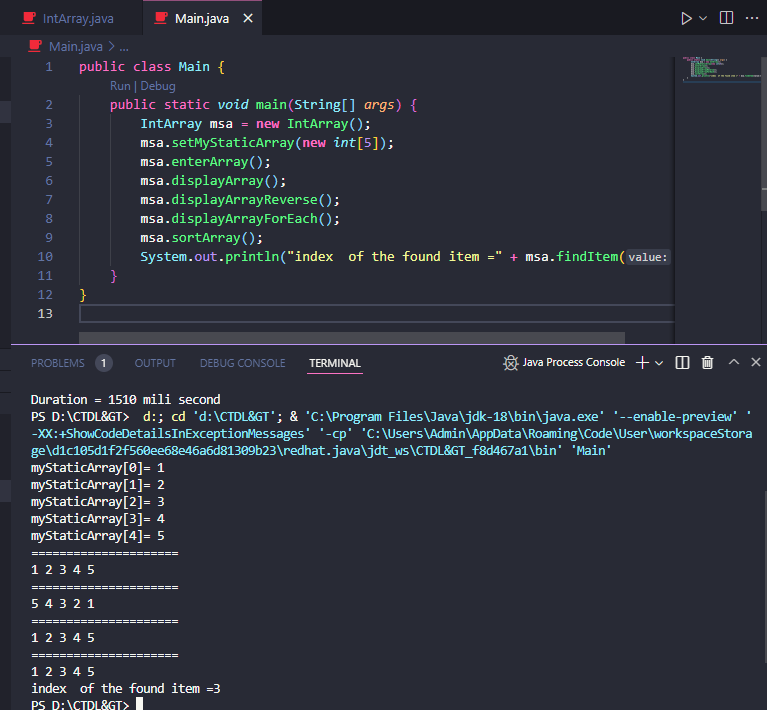 IntArray.java Main.java
Main.java > ...
1 public class Main {
Run | Debug
2 public static void main(String[] args) {
3 IntArray msa = new IntArray();
4 msa.setMyStaticArray(new int[5]);
5 msa.enterArray();
6 msa.displayArray();
7 msa.displayArrayReverse();
8 msa.displayArrayForEach();
9 msa.sortArray();
10 System.out.println("index  of the found item =" + msa.findItem(value:
11 }
12 }
13
PROBLEMS 1 OUTPUT DEBUG CONSOLE TERMINAL Java Process Console
Duration = 1510 mili second
PS D:\CTDL&GT>  d:; cd 'd:\CTDL&GT'; & 'C:\Program Files\Java\jdk-18\bin\java.exe' '--enable-preview' '
-XX:+ShowCodeDetailsInExceptionMessages' '-cp' 'C:\Users\Admin\AppData\Roaming\Code\User\workspaceStora
ge\d1c105d1f2f560ee68e46a6d81309b23\redhat.java\jdt_ws\CTDL&GT_f8d467a1\bin' 'Main'
myStaticArray[0]= 1
myStaticArray[1]= 2
myStaticArray[2]= 3
myStaticArray[3]= 4
myStaticArray[4]= 5
=====================
1 2 3 4 5
=====================
5 4 3 2 1
=====================
1 2 3 4 5
=====================
1 2 3 4 5
index  of the found item =3
PS D:\CTDL&GT>